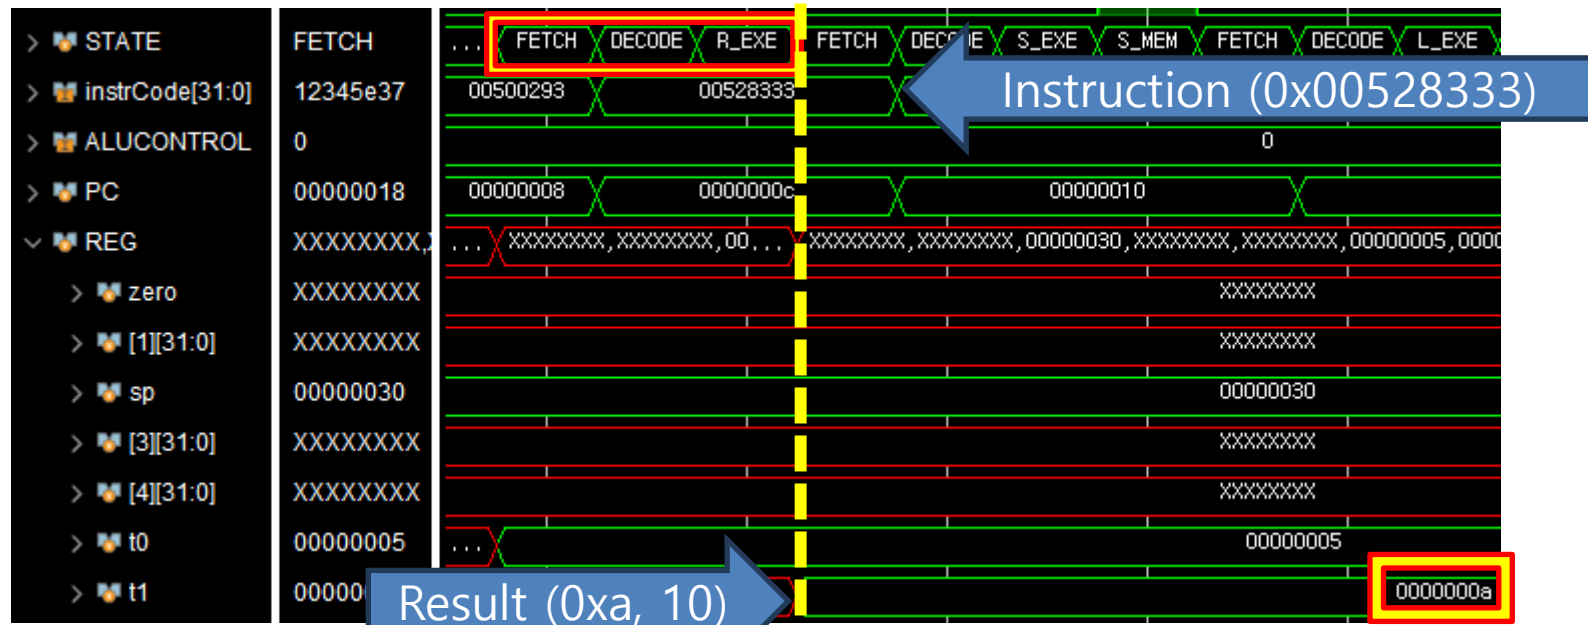 STATE FETCH ... FETCH DECODE R_EXE FETCH DECODE S_EXE S_MEM FETCH DECODE L_EXE
instrCode[31:0] 12345e37 00500293 00528333 Instruction (0x00528333)
ALUCONTROL 0 0
PC 00000018 00000008 0000000c 00000010
REG XXXXXXXX, ... XXXXXXXX,XXXXXXXX,00... XXXXXXXX,XXXXXXXX,00000030,XXXXXXXX,XXXXXXXX,00000005,0000
zero XXXXXXXX XXXXXXXX
[1][31:0] XXXXXXXX XXXXXXXX
sp 00000030 00000030
[3][31:0] XXXXXXXX XXXXXXXX
[4][31:0] XXXXXXXX XXXXXXXX
t0 00000005 ... 00000005
t1 00000 Result (0xa, 10) 0000000a